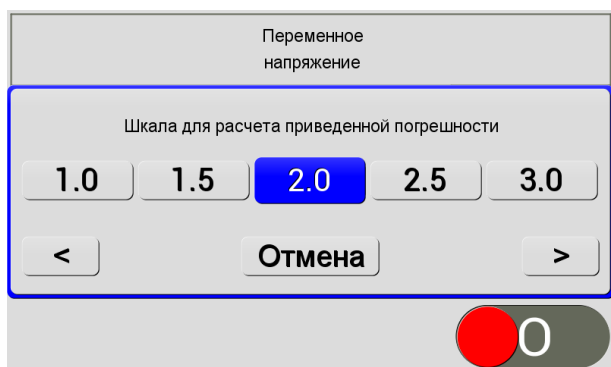 Переменное
напряжение
Шкала для расчета приведенной погрешности
1.0 1.5 2.0 2.5 3.0
< Отмена >
O